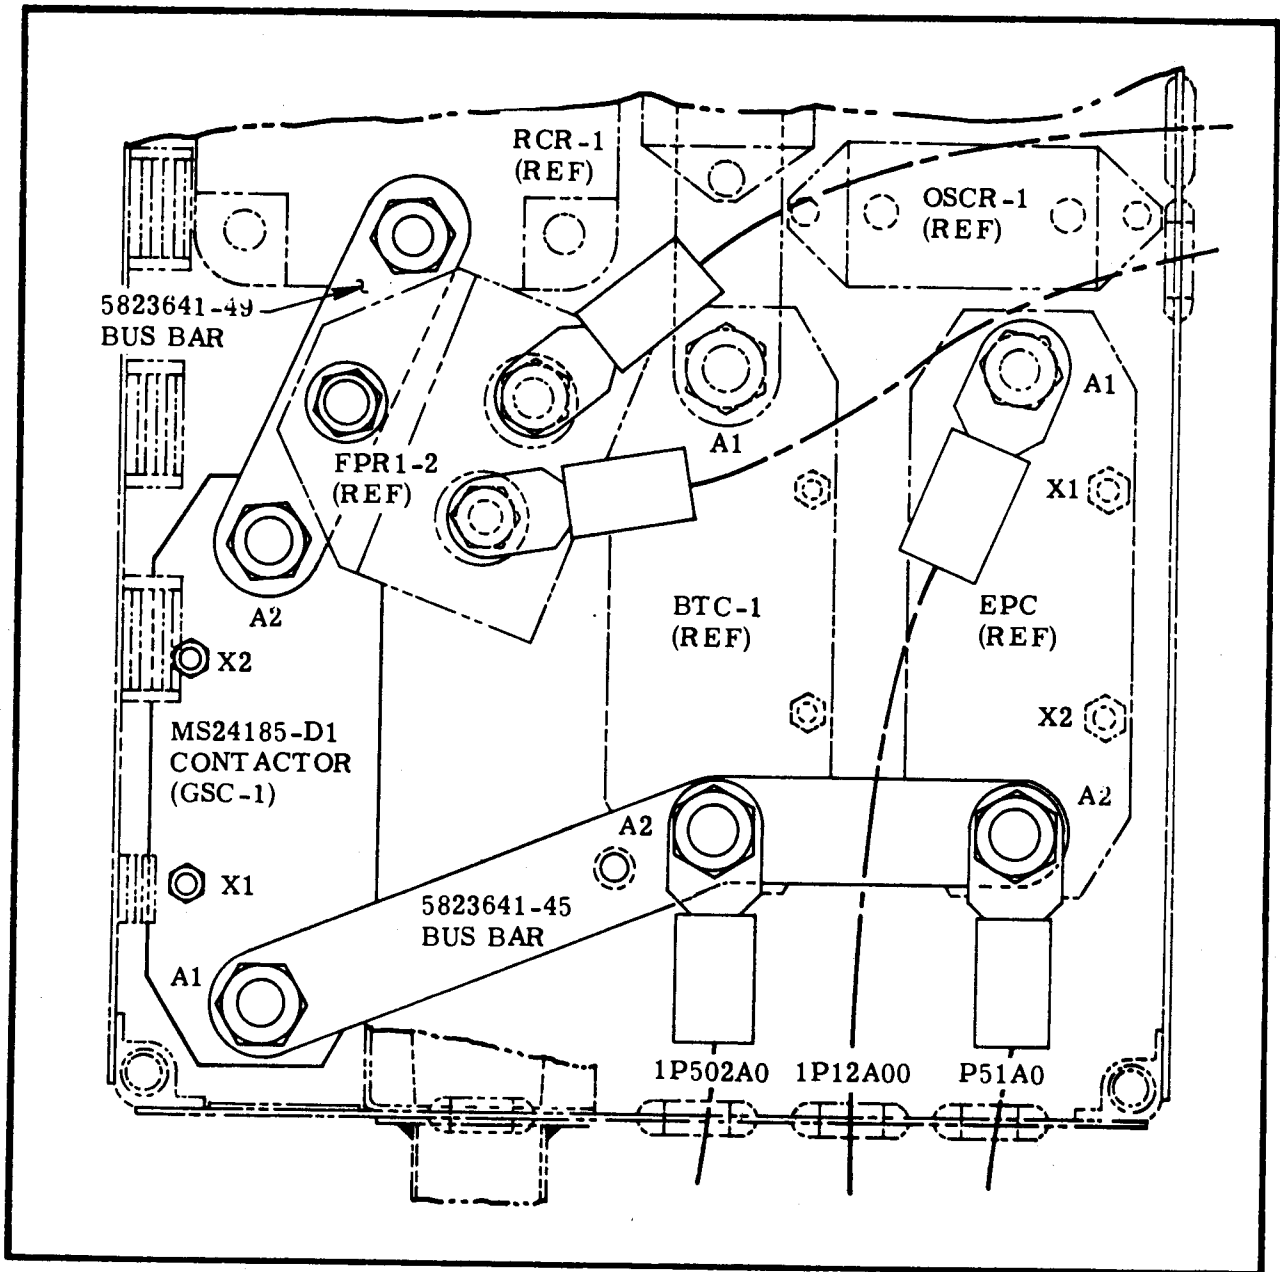 RCR-1
(REF)
OSCR-1
(REF)
5823641-49
BUS BAR
A1
A1
FPR1-2
(REF)
X1
A2
BTC-1
(REF)
EPC
(REF)
X2
X2
MS24185-D1
CONTACTOR
(GSC-1)
A2
A2
X1
5823641-45
BUS BAR
A1
1P502A0
1P12A00
P51A0